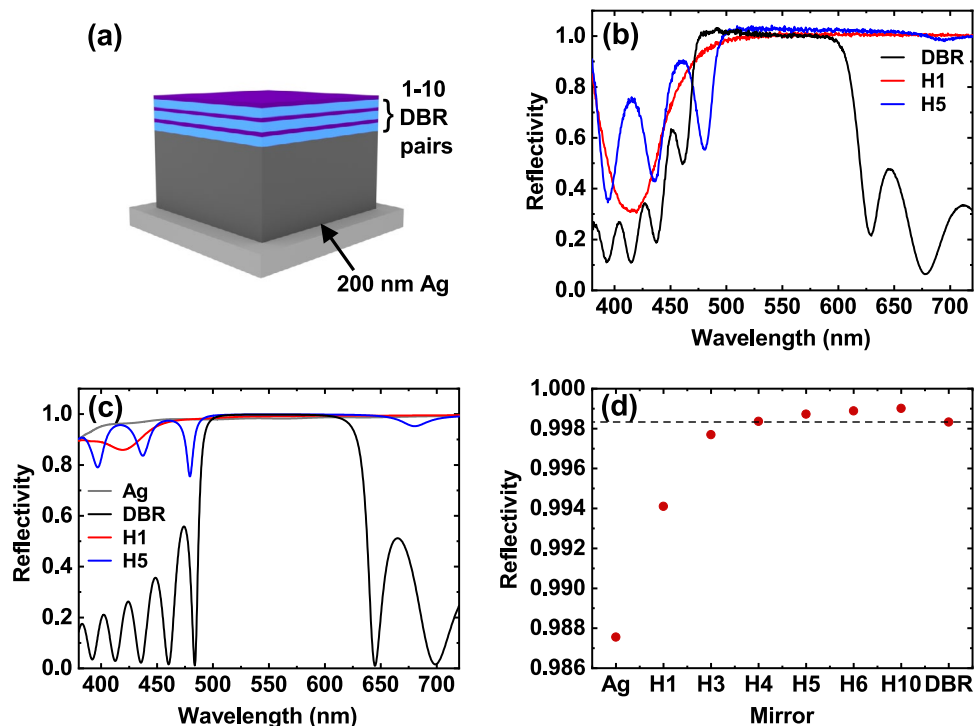 (a)
1-10
DBR
pairs
200 nm Ag
(b)
Reflectivity
1.0
0.8
0.6
0.4
0.2
0.0
DBR
H1
H5
400 450 500 550 600 650 700
Wavelength (nm)
(c)
Reflectivity
1.0
0.8
0.6
0.4
0.2
0.0
Ag
DBR
H1
H5
400 450 500 550 600 650 700
Wavelength (nm)
(d)
Reflectivity
1.000
0.998
0.996
0.994
0.992
0.990
0.988
0.986
Ag H1 H3 H4 H5 H6 H10 DBR
Mirror